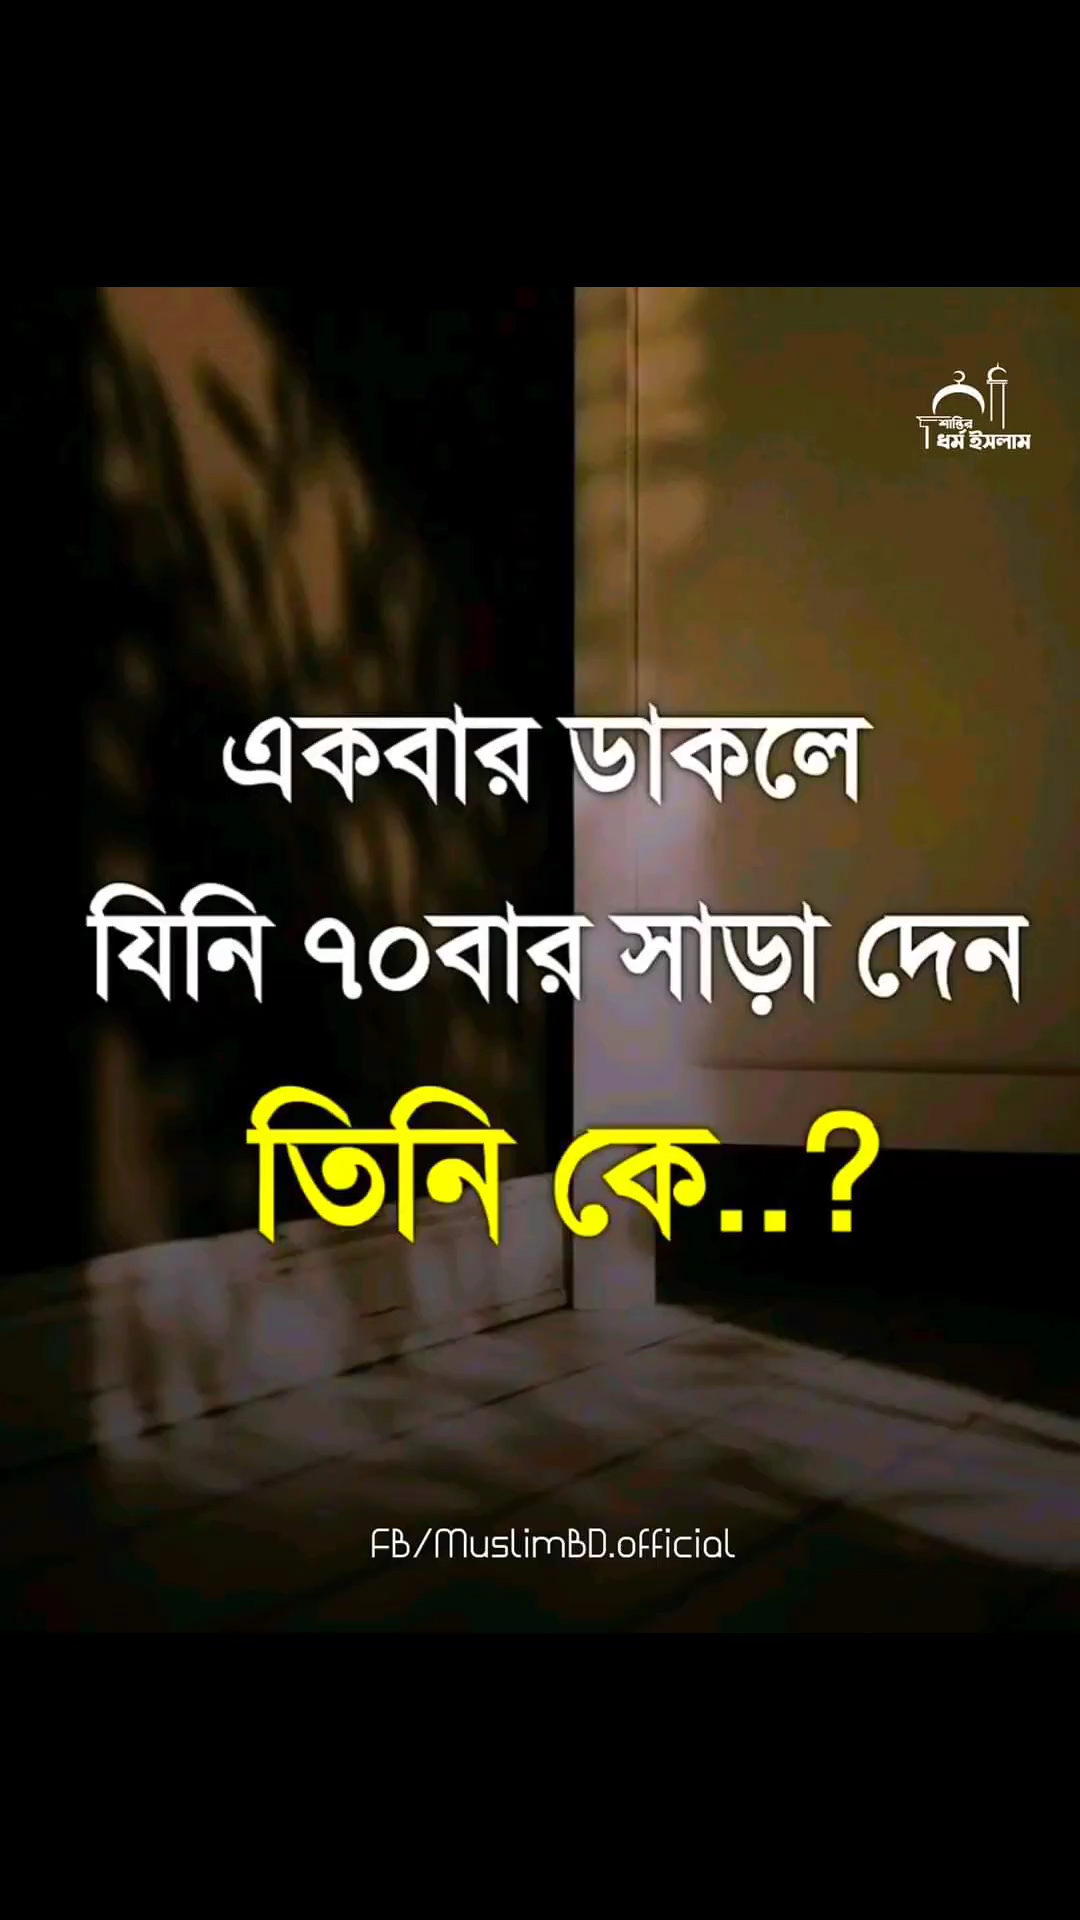 শান্তির
ধর্ম ইসলাম
একবার ডাকলে
যিনি ৭০বার সাড়া দেন
তিনি কে..?
FB/MuslimBD.official